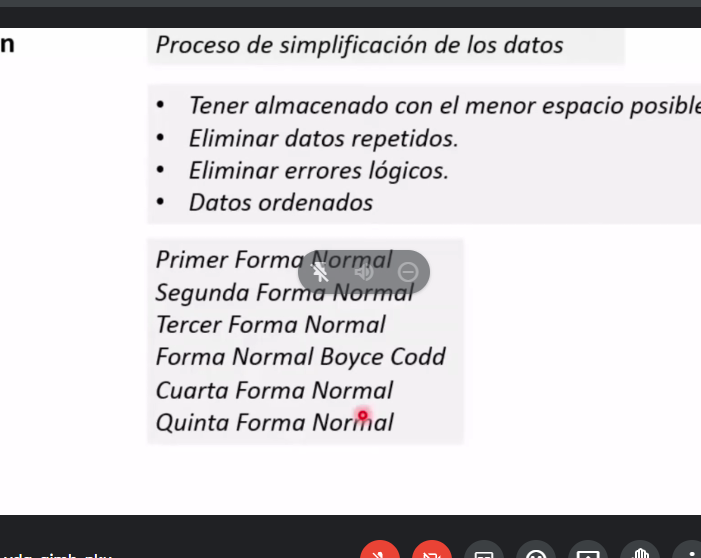 n
Proceso de simplificación de los datos
• Tener almacenado con el menor espacio posible
• Eliminar datos repetidos.
• Eliminar errores lógicos.
• Datos ordenados
Primer Forma Normal
Segunda Forma Normal
Tercer Forma Normal
Forma Normal Boyce Codd
Cuarta Forma Normal
Quinta Forma Normal